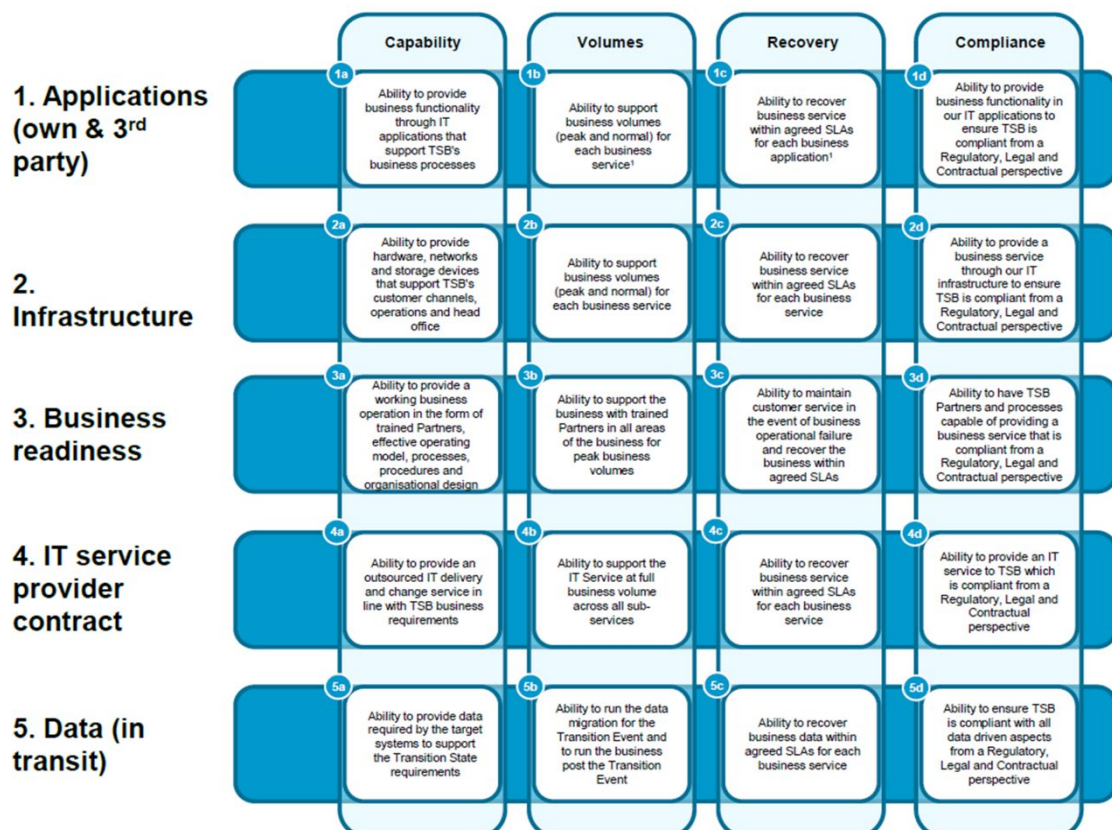 Capability
Volumes
Recovery
Compliance
1. Applications
(own & 3rd
party)
1a
Ability to provide
business functionality
through IT
applications that
support TSB's
business processes
1b
Ability to support
business volumes
(peak and normal) for
each business
service1
1c
Ability to recover
business service
within agreed SLAs
for each business
application1
1d
Ability to provide
business functionality in
our IT applications to
ensure TSB is
compliant from a
Regulatory, Legal and
Contractual perspective
2.
Infrastructure
2a
Ability to provide
hardware, networks
and storage devices
that support TSB's
customer channels,
operations and head
office
2b
Ability to support
business volumes
(peak and normal) for
each business service
2c
Ability to recover
business service
within agreed SLAs
for each business
service
2d
Ability to provide a
business service
through our IT
infrastructure to ensure
TSB is compliant from a
Regulatory, Legal and
Contractual perspective
3. Business
readiness
3a
Ability to provide a
working business
operation in the form of
trained Partners,
effective operating
model, processes,
procedures and
organisational design
3b
Ability to support the
business with trained
Partners in all areas
of the business for
peak business
volumes
3c
Ability to maintain
customer service in
the event of business
operational failure
and recover the
business within
agreed SLAs
3d
Ability to have TSB
Partners and processes
capable of providing a
business service that is
compliant from a
Regulatory, Legal and
Contractual perspective
4. IT service
provider
contract
4a
Ability to provide an
outsourced IT delivery
and change service in
line with TSB business
requirements
4b
Ability to support the
IT Service at full
business volume
across all sub-
services
4c
Ability to recover
business service
within agreed SLAs
for each business
service
4d
Ability to provide an IT
service to TSB which
is compliant from a
Regulatory, Legal and
Contractual
perspective
5. Data (in
transit)
5a
Ability to provide data
required by the target
systems to support
the Transition State
requirements
5b
Ability to run the data
migration for the
Transition Event and
to run the business
post the Transition
Event
5c
Ability to recover
business data within
agreed SLAs for each
business service
5d
Ability to ensure TSB
is compliant with all
data driven aspects
from a Regulatory,
Legal and Contractual
perspective